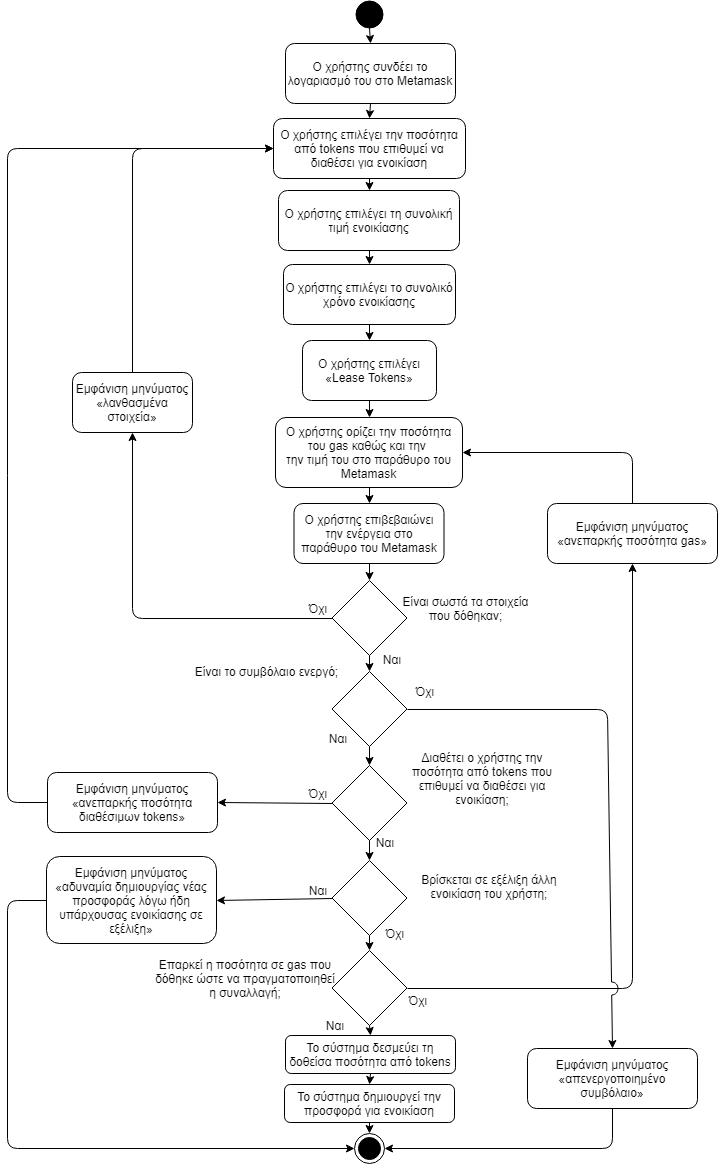 Ο χρήστης συνδέει το
λογαριασμό του στο Metamask
Ο χρήστης επιλέγει την ποσότητα
από tokens που επιθυμεί να
διαθέσει για ενοικίαση
Ο χρήστης επιλέγει τη συνολική
τιμή ενοικίασης
Ο χρήστης επιλέγει το συνολικό
χρόνο ενοικίασης
Ο χρήστης επιλέγει
«Lease Tokens»
Εμφάνιση μηνύματος
«λανθασμένα
στοιχεία»
Ο χρήστης ορίζει την ποσότητα
του gas καθώς και την
την τιμή του στο παράθυρο του
Metamask
Ο χρήστης επιβεβαιώνει
την ενέργεια στο
παράθυρο του Metamask
Εμφάνιση μηνύματος
«ανεπαρκής ποσότητα gas»
Όχι
Είναι σωστά τα στοιχεία
που δόθηκαν;
Ναι
Είναι το συμβόλαιο ενεργό;
Όχι
Ναι
Διαθέτει ο χρήστης την
ποσότητα από tokens που
επιθυμεί να διαθέσει για
ενοικίαση;
Όχι
Εμφάνιση μηνύματος
«ανεπαρκής ποσότητα
διαθέσιμων tokens»
Ναι
Εμφάνιση μηνύματος
«αδυναμία δημιουργίας νέας
προσφοράς λόγω ήδη
υπάρχουσας ενοικίασης σε
εξέλιξη»
Ναι
Βρίσκεται σε εξέλιξη άλλη
ενοικίαση του χρήστη;
Όχι
Επαρκεί η ποσότητα σε gas που
δόθηκε ώστε να πραγματοποιηθεί
η συναλλαγή;
Όχι
Ναι
Το σύστημα δεσμεύει τη
δοθείσα ποσότητα από tokens
Εμφάνιση μηνύματος
«απενεργοποιημένο
συμβόλαιο»
Το σύστημα δημιουργεί την
προσφορά για ενοικίαση